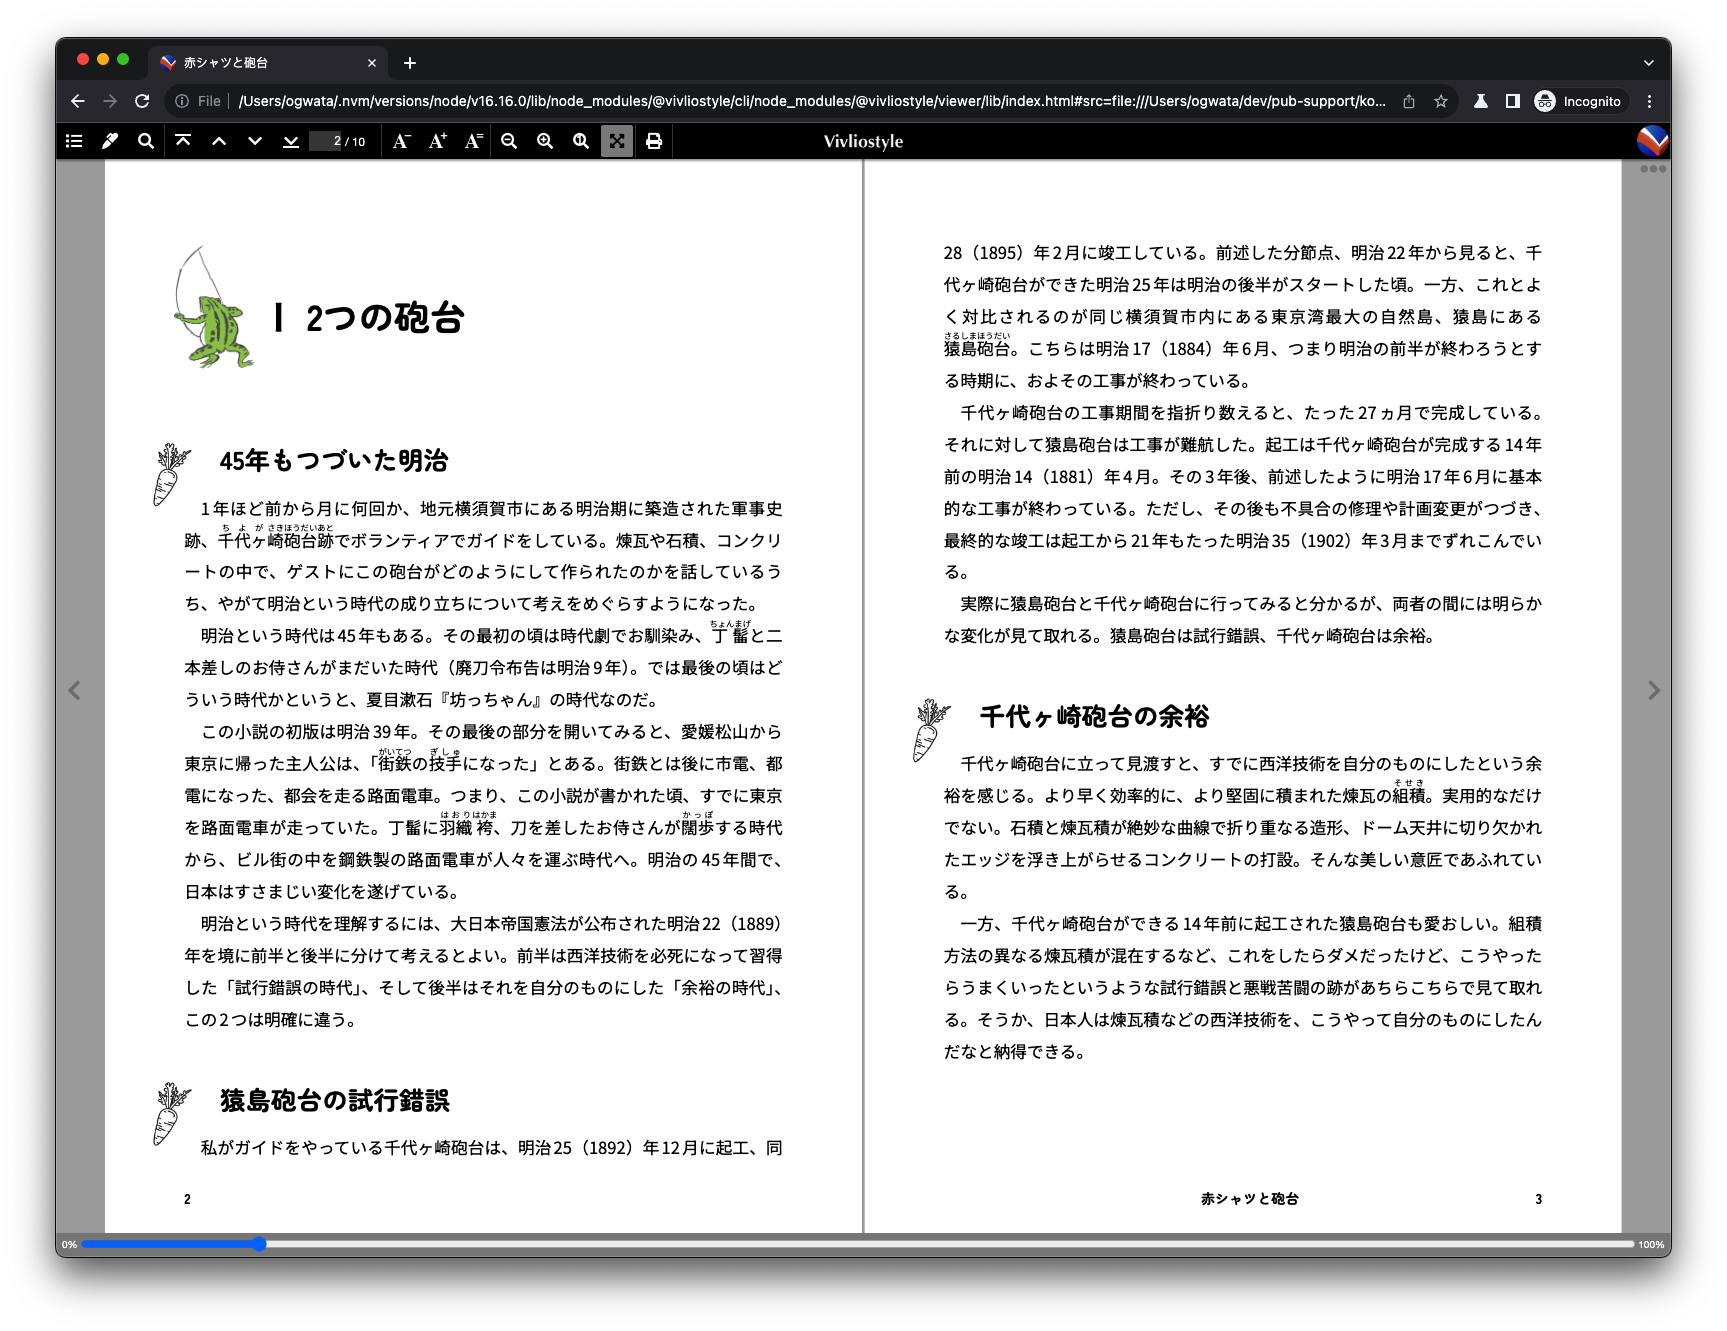 赤シャツと砲台
File
/Users/ogwata/.nvm/versions/node/v16.16.0/lib/node_modules/@vivliostyle/cli/node_modules/@vivliostyle/viewer/lib/index.html#src=file:///Users/ogwata/dev/pub-support/ko...
Incognito
2 / 10
A-
A+
A=
Vivliostyle
I 2つの砲台
45年もつづいた明治
1年ほど前から月に何回か、地元横須賀市にある明治期に築造された軍事史
ちよが さきほうだいあと
跡、千代ヶ崎砲台跡でボランティアでガイドをしている。煉瓦や石積、コンクリ
ートの中で、ゲストにこの砲台がどのようにして作られたのかを話しているう
ち、やがて明治という時代の成り立ちについて考えをめぐらすようになった。
ちょんまげ
明治という時代は45年もある。その最初の頃は時代劇でお馴染み、丁髷と二
本差しのお侍さんがまだいた時代（廃刀令布告は明治9年）。では最後の頃はど
ういう時代かというと、夏目漱石『坊っちゃん』の時代なのだ。
この小説の初版は明治39年。その最後の部分を開いてみると、愛媛松山から
がいてつ ぎしゅ
東京に帰った主人公は、「街鉄の技手になった」とある。街鉄とは後に市電、都
電になった、都会を走る路面電車。つまり、この小説が書かれた頃、すでに東京
はおりはかま かっぽ
を路面電車が走っていた。丁髷に羽織袴、刀を差したお侍さんが闊歩する時代
から、ビル街の中を鋼鉄製の路面電車が人々を運ぶ時代へ。明治の45年間で、
日本はすさまじい変化を遂げている。
明治という時代を理解するには、大日本帝国憲法が公布された明治22（1889）
年を境に前半と後半に分けて考えるとよい。前半は西洋技術を必死になって習得
した「試行錯誤の時代」、そして後半はそれを自分のものにした「余裕の時代」、
この2つは明確に違う。
猿島砲台の試行錯誤
私がガイドをやっている千代ヶ崎砲台は、明治25（1892）年12月に起工、同
2
28（1895）年2月に竣工している。前述した分節点、明治22年から見ると、千
代ヶ崎砲台ができた明治25年は明治の後半がスタートした頃。一方、これとよ
く対比されるのが同じ横須賀市内にある東京湾最大の自然島、猿島にある
さるしまほうだい
猿島砲台。こちらは明治17（1884）年6月、つまり明治の前半が終わろうとす
る時期に、およその工事が終わっている。
千代ヶ崎砲台の工事期間を指折り数えると、たった27ヵ月で完成している。
それに対して猿島砲台は工事が難航した。起工は千代ヶ崎砲台が完成する14年
前の明治14（1881）年4月。その3年後、前述したように明治17年6月に基本
的な工事が終わっている。ただし、その後も不具合の修理や計画変更がつづき、
最終的な竣工は起工から21年もたった明治35（1902）年3月までずれこんでい
る。
実際に猿島砲台と千代ヶ崎砲台に行ってみると分かるが、両者の間には明らか
な変化が見て取れる。猿島砲台は試行錯誤、千代ヶ崎砲台は余裕。
千代ヶ崎砲台の余裕
千代ヶ崎砲台に立って見渡すと、すでに西洋技術を自分のものにしたという余
そせき
裕を感じる。より早く効率的に、より堅固に積まれた煉瓦の組積。実用的なだけ
でない。石積と煉瓦積が絶妙な曲線で折り重なる造形、ドーム天井に切り欠かれ
たエッジを浮き上がらせるコンクリートの打設。そんな美しい意匠であふれてい
る。
一方、千代ヶ崎砲台ができる14年前に起工された猿島砲台も愛おしい。組積
方法の異なる煉瓦積が混在するなど、これをしたらダメだったけど、こうやった
らうまくいったというような試行錯誤と悪戦苦闘の跡があちらこちらで見て取れ
る。そうか、日本人は煉瓦積などの西洋技術を、こうやって自分のものにしたん
だなと納得できる。
赤シャツと砲台
3
0%
100%